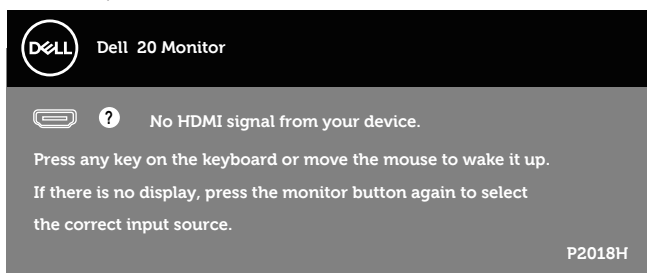 DELL Dell 20 Monitor
? No HDMI signal from your device.
Press any key on the keyboard or move the mouse to wake it up.
If there is no display, press the monitor button again to select
the correct input source.
P2018H